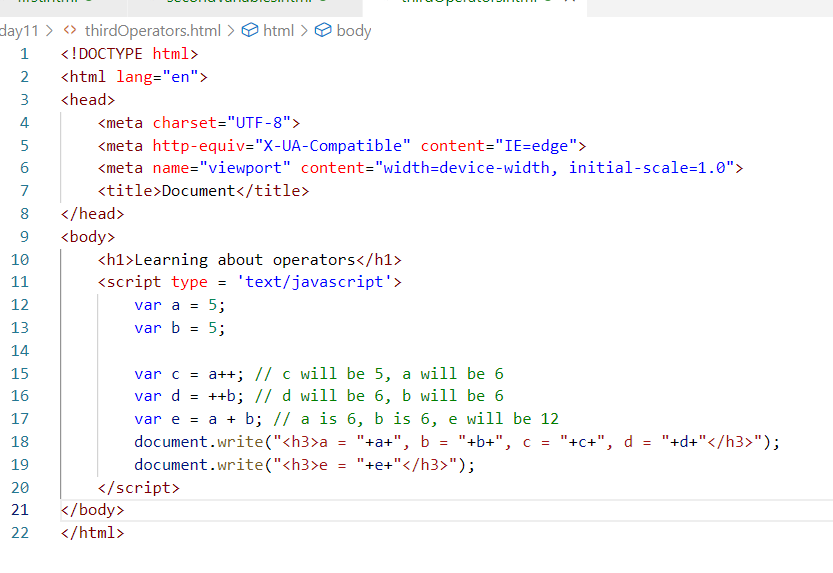 day11 > <> thirdOperators.html > html > body
1 <!DOCTYPE html>
2 <html lang="en">
3 <head>
4 <meta charset="UTF-8">
5 <meta http-equiv="X-UA-Compatible" content="IE=edge">
6 <meta name="viewport" content="width=device-width, initial-scale=1.0">
7 <title>Document</title>
8 </head>
9 <body>
10 <h1>Learning about operators</h1>
11 <script type = 'text/javascript'>
12 var a = 5;
13 var b = 5;
14
15 var c = a++; // c will be 5, a will be 6
16 var d = ++b; // d will be 6, b will be 6
17 var e = a + b; // a is 6, b is 6, e will be 12
18 document.write("<h3>a = "+a+", b = "+b+", c = "+c+", d = "+d+"</h3>");
19 document.write("<h3>e = "+e+"</h3>");
20 </script>
21 </body>
22 </html>